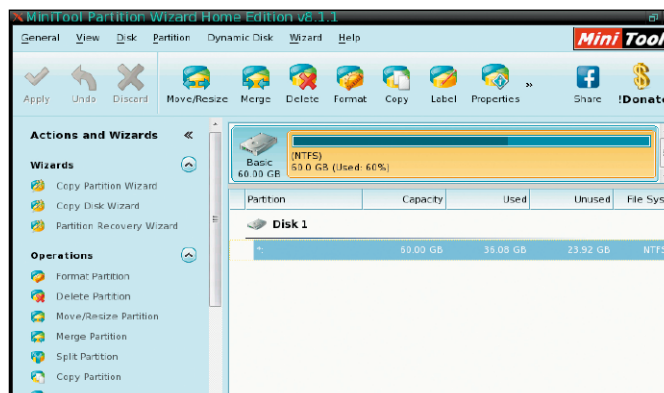 MiniTool Partition Wizard Home Edition v8.1.1
General View Disk Partition Dynamic Disk Wizard Help
Mini Tool
Apply Undo Discard Move/Resize Merge Delete Format Copy Label Properties » Share !Donate
Actions and Wizards «
Wizards
Copy Partition Wizard
Copy Disk Wizard
Partition Recovery Wizard
Operations
Format Partition
Delete Partition
Move/Resize Partition
Merge Partition
Split Partition
Copy Partition
Basic
60.00 GB
(NTFS)
60.0 GB (Used: 60%)
Partition Capacity Used Unused File Sys
Disk 1
*: 60.00 GB 36.08 GB 23.92 GB NTFS